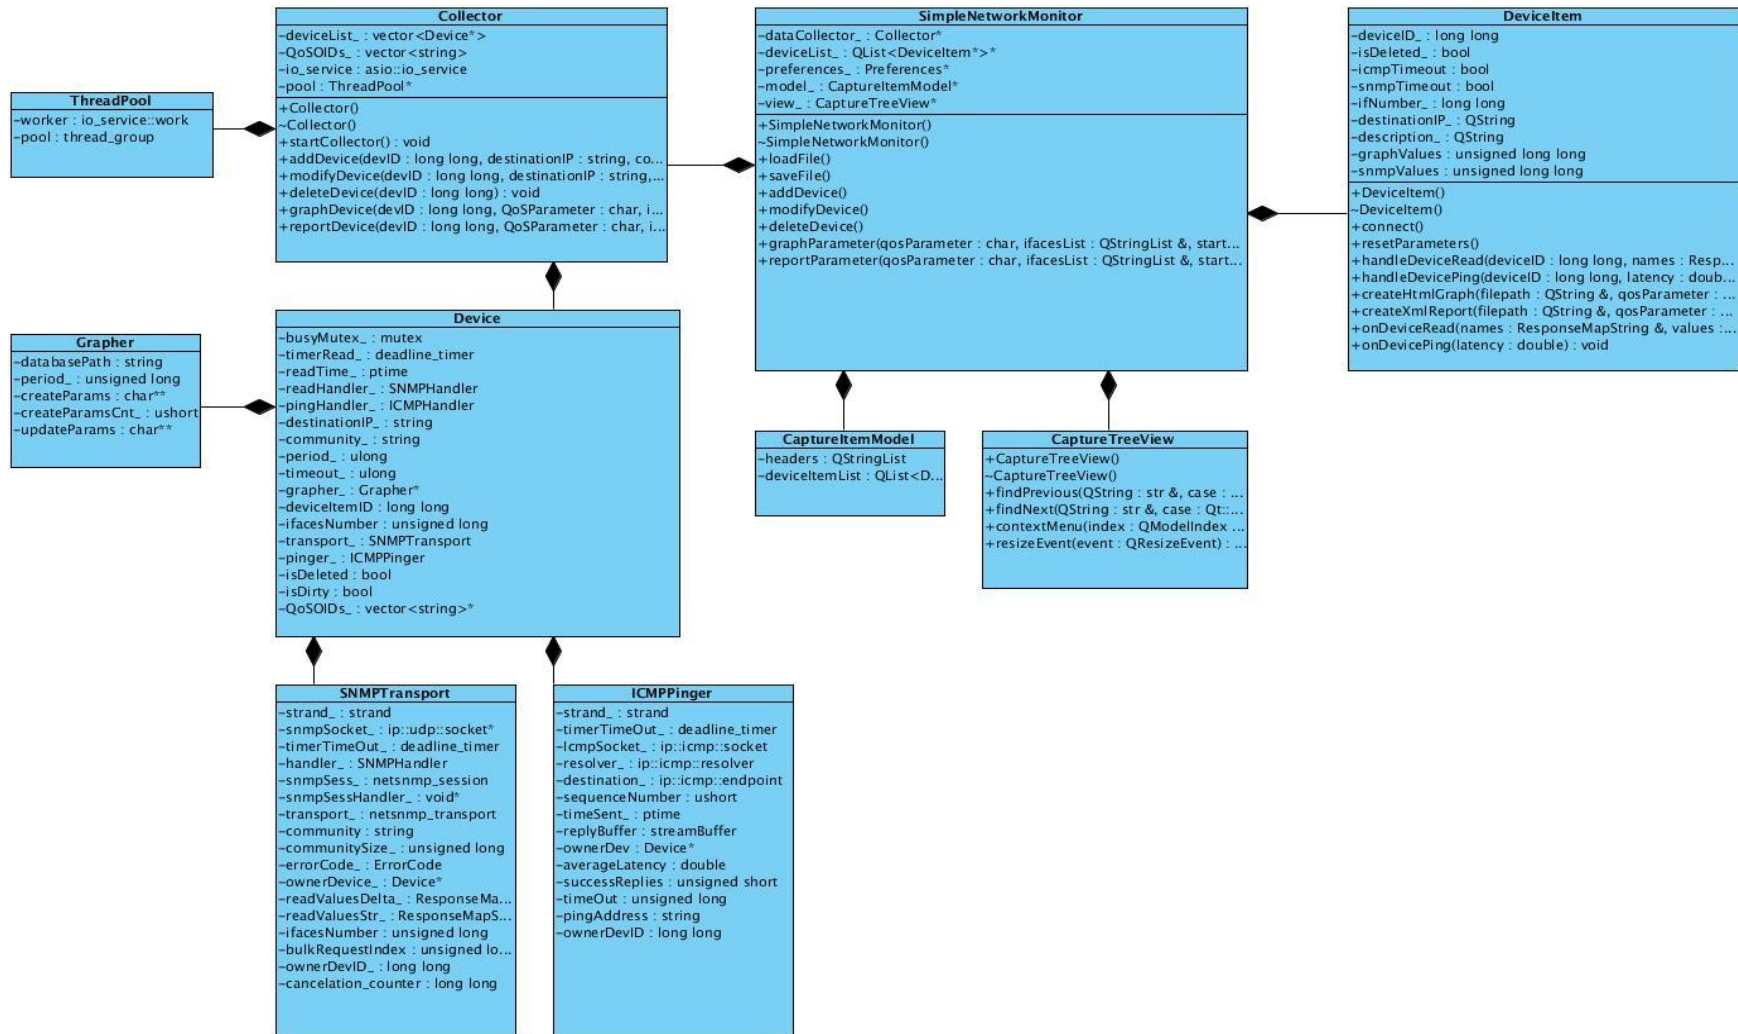 Collector
-deviceList_ : vector<Device*>
-QoSOIDs_ : vector<string>
-io_service : asio::io_service
-pool : ThreadPool*
+Collector()
~Collector()
+startCollector() : void
+addDevice(devID : long long, destinationIP : string, co...
+modifyDevice(devID : long long, destinationIP : string,...
+deleteDevice(devID : long long) : void
+graphDevice(devID : long long, QoSParameter : char, i...
+reportDevice(devID : long long, QoSParameter : char, i...
SimpleNetworkMonitor
-dataCollector_ : Collector*
-deviceList_ : QList<DeviceItem*>*
-preferences_ : Preferences*
-model_ : CaptureItemModel*
-view_ : CaptureTreeView*
+SimpleNetworkMonitor()
~SimpleNetworkMonitor()
+loadFile()
+saveFile()
+addDevice()
+modifyDevice()
+deleteDevice()
+graphParameter(qosParameter : char, ifacesList : QStringList &, start...
+reportParameter(qosParameter : char, ifacesList : QStringList &, start...
DeviceItem
-deviceID_ : long long
-isDeleted_ : bool
-icmpTimeout : bool
-snmpTimeout : bool
-ifNumber_ : long long
-destinationIP_ : QString
-description_ : QString
-graphValues : unsigned long long
-snmpValues : unsigned long long
+DeviceItem()
~DeviceItem()
+connect()
+resetParameters()
+handleDeviceRead(deviceID : long long, names : Resp...
+handleDevicePing(deviceID : long long, latency : doub...
+createHtmlGraph(filepath : QString &, qosParameter : ...
+createXmlReport(filepath : QString &, qosParameter : ...
+onDeviceRead(names : ResponseMapString &, values :...
+onDevicePing(latency : double) : void
ThreadPool
-worker : io_service::work
-pool : thread_group
Grapher
-databasePath : string
-period_ : unsigned long
-createParams : char**
-createParamsCnt_ : ushort
-updateParams : char**
Device
-busyMutex_ : mutex
-timerRead_ : deadline_timer
-readTime_ : ptime
-readHandler_ : SNMPHandler
-pingHandler_ : ICMPHandler
-destinationIP_ : string
-community_ : string
-period_ : ulong
-timeout_ : ulong
-grapher_ : Grapher*
-deviceItemID : long long
-ifacesNumber : unsigned long
-transport_ : SNMPTransport
-pinger_ : ICMPPinger
-isDeleted : bool
-isDirty : bool
-QoSOIDs_ : vector<string>*
CaptureItemModel
-headers : QStringList
-deviceItemList : QList<D...
CaptureTreeView
+CaptureTreeView()
~CaptureTreeView()
+findPrevious(QString : str &, case : ...
+findNext(QString : str &, case : Qt::...
+contextMenu(index : QModelIndex ...
+resizeEvent(event : QResizeEvent) : ...
SNMPTransport
-strand_ : strand
-snmpSocket_ : ip::udp::socket*
-timerTimeOut_ : deadline_timer
-handler_ : SNMPHandler
-snmpSess_ : netsnmp_session
-snmpSessHandler_ : void*
-transport_ : netsnmp_transport
-community : string
-communitySize_ : unsigned long
-errorCode_ : ErrorCode
-ownerDevice_ : Device*
-readValuesDelta_ : ResponseMa...
-readValuesStr_ : ResponseMapS...
-ifacesNumber : unsigned long
-bulkRequestIndex : unsigned lo...
-ownerDevID_ : long long
-cancelation_counter : long long
ICMPPinger
-strand_ : strand
-timerTimeOut_ : deadline_timer
-IcmpSocket_ : ip::icmp::socket
-resolver_ : ip::icmp::resolver
-destination_ : ip::icmp::endpoint
-sequenceNumber : ushort
-timeSent_ : ptime
-replyBuffer : streamBuffer
-ownerDev : Device*
-averageLatency : double
-successReplies : unsigned short
-timeOut : unsigned long
-pingAddress : string
-ownerDevID : long long